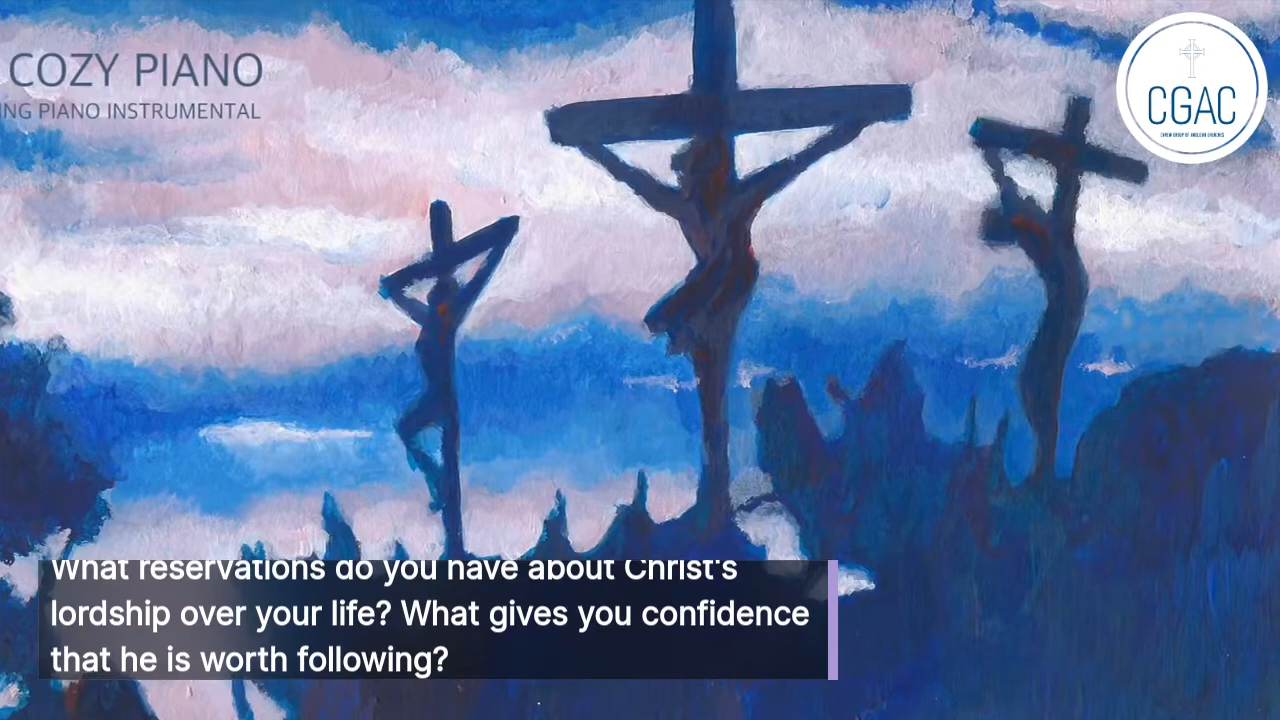 COZY PIANO
ING PIANO INSTRUMENTAL
CGAC
What reservations do you have about Christ's
lordship over your life? What gives you confidence
that he is worth following?